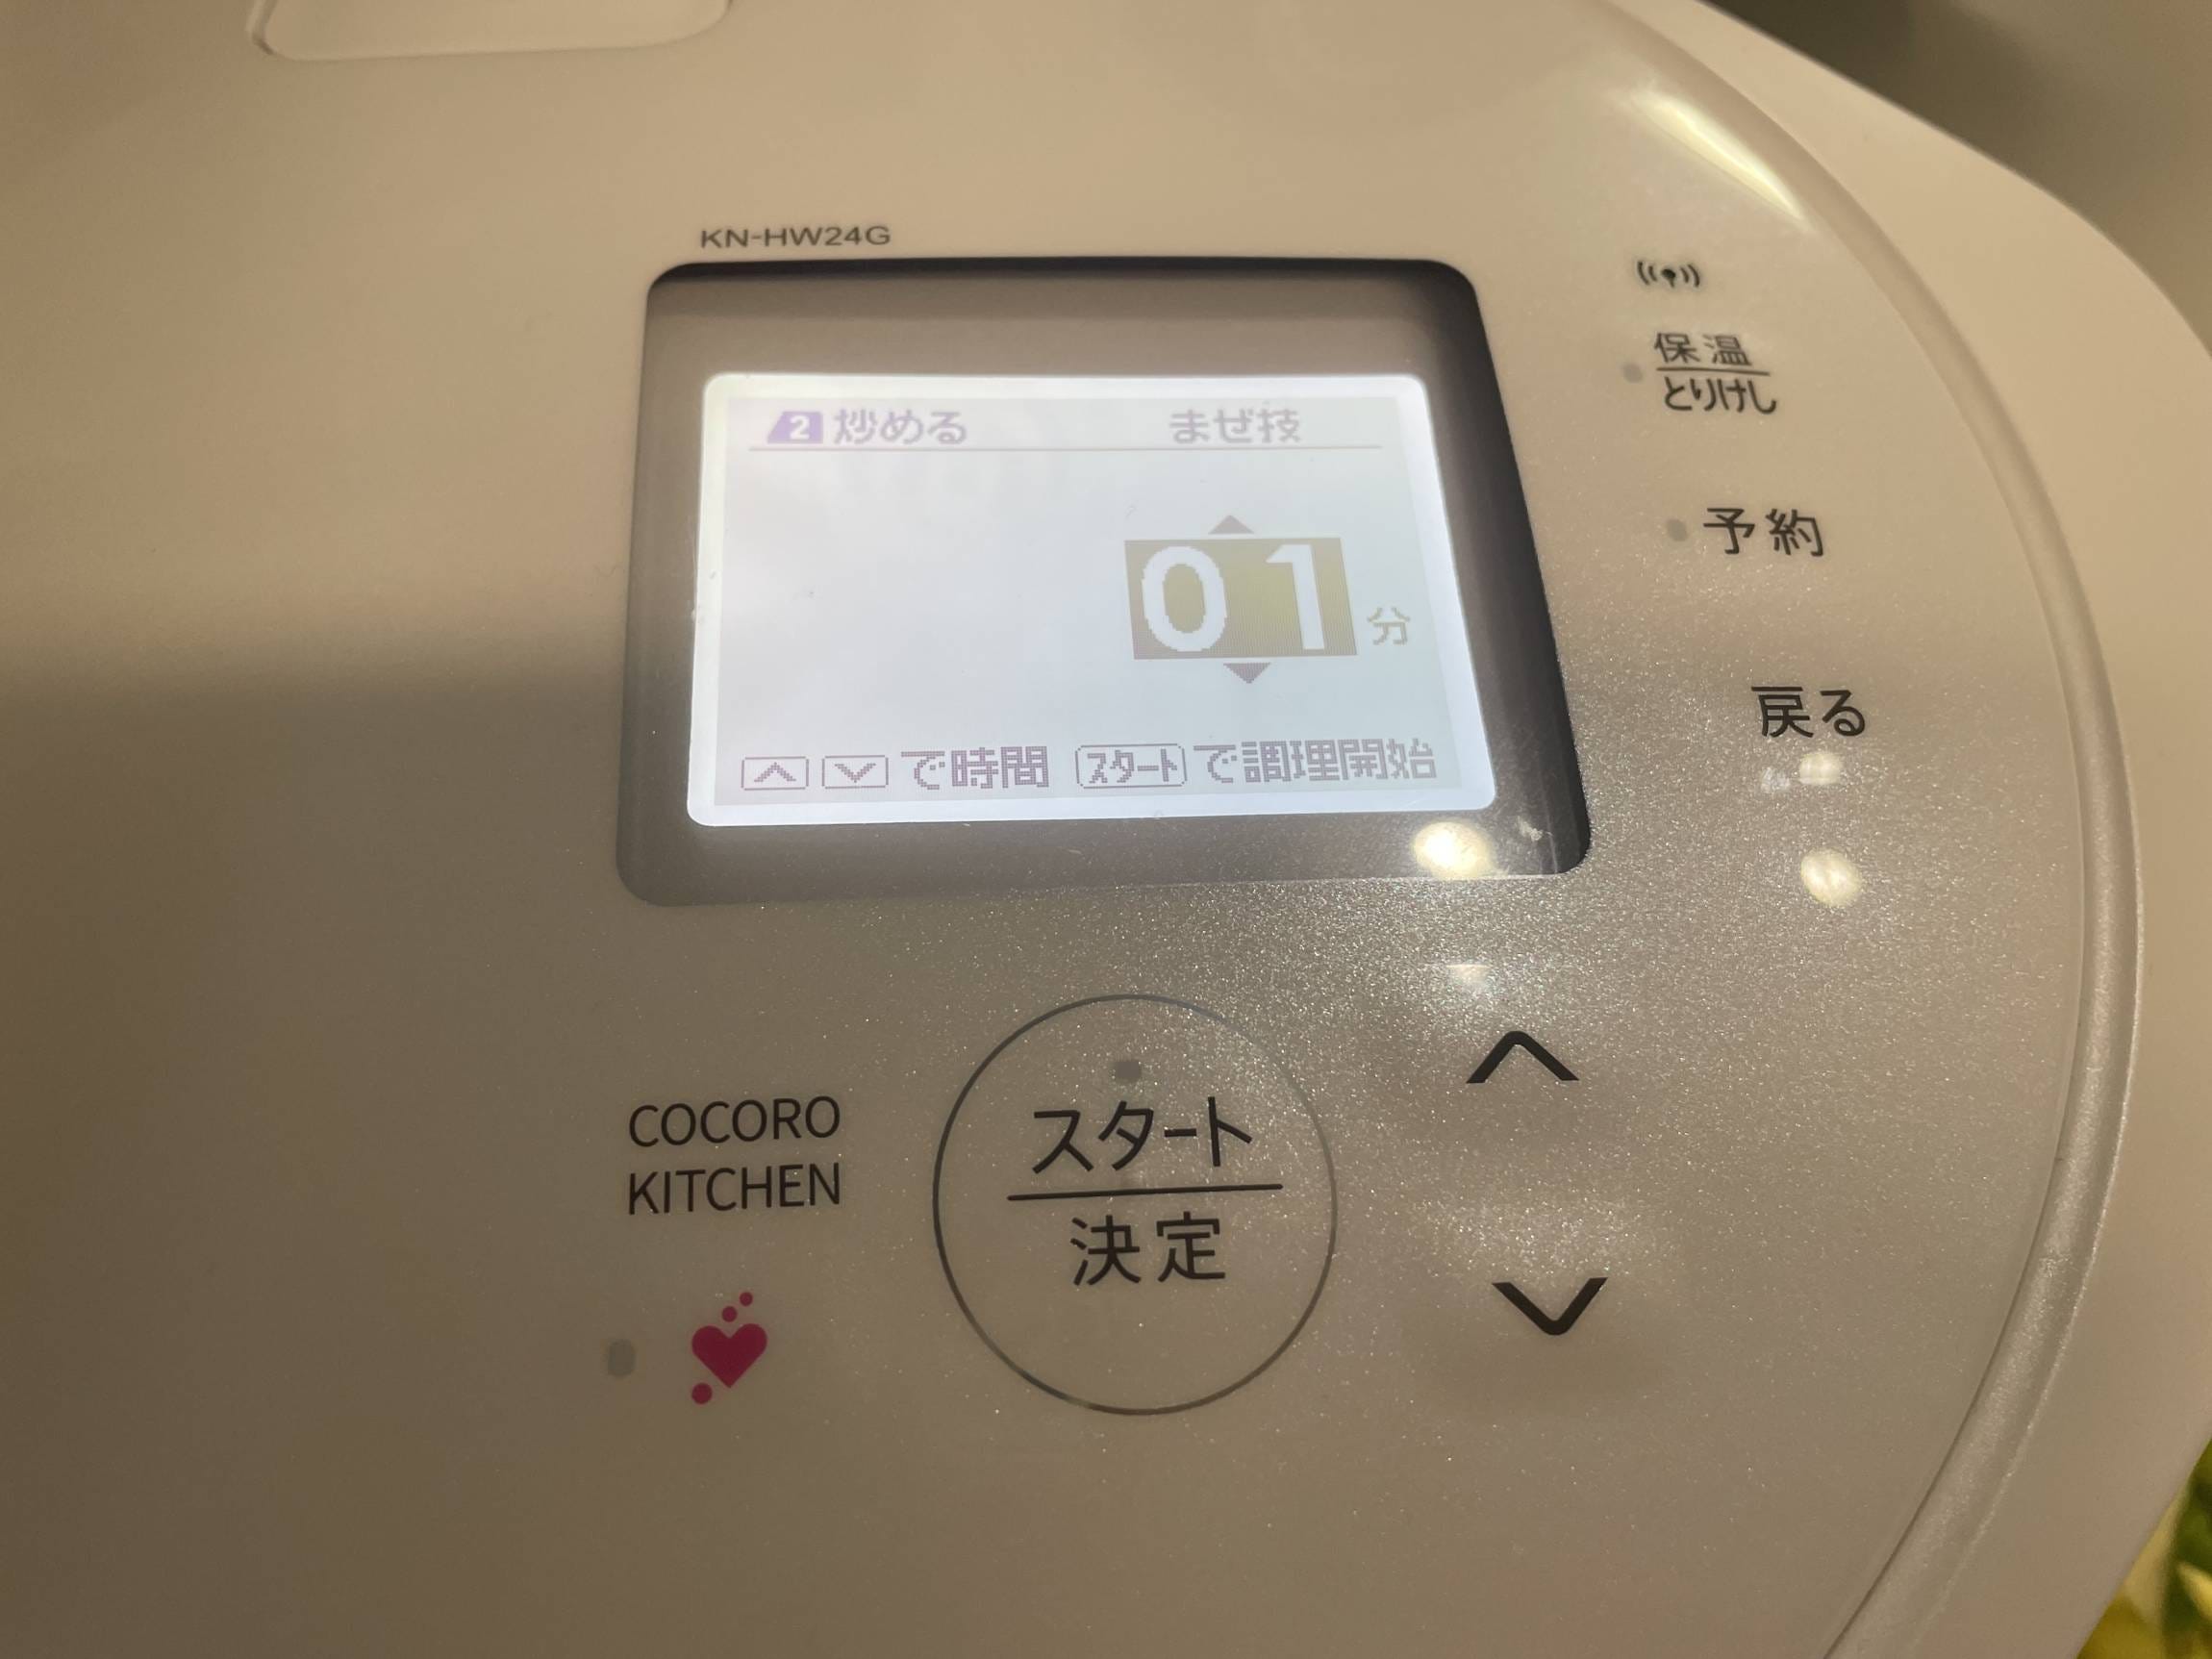 KN-HW24G
2 炒める まぜ技
01分
で時間 スタート で調理開始
保温
とりけし
予約
戻る
COCORO
KITCHEN
スタート
決定